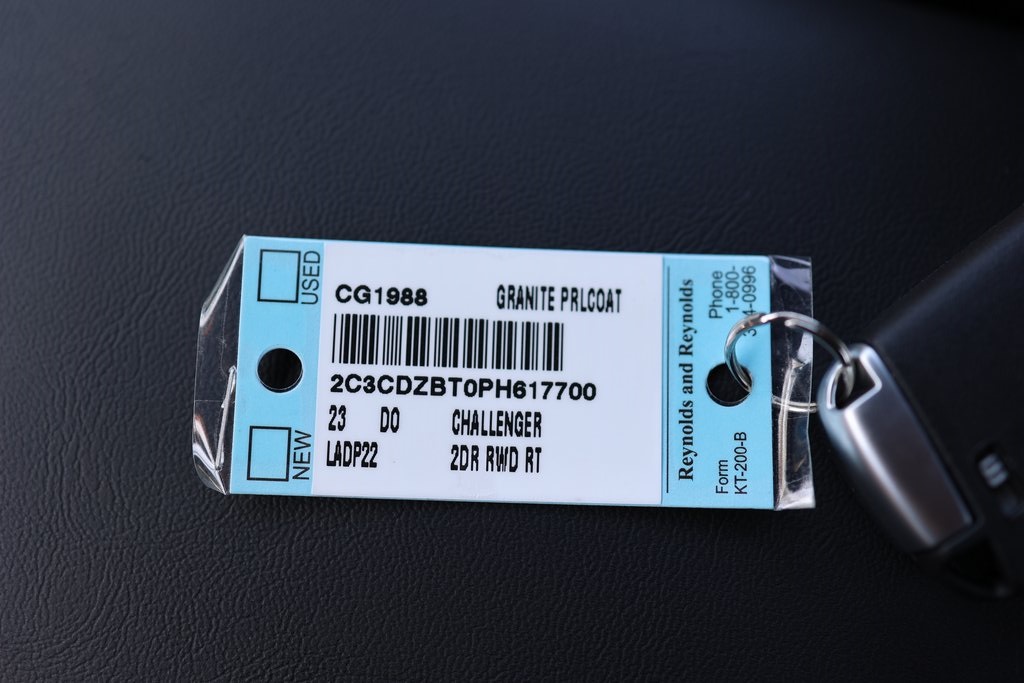 USED
NEW
CG1988 GRANITE PRLCOAT
2C3CDZBT0PH617700
23 DO CHALLENGER
LADP22 2DR RWD RT
Reynolds and Reynolds
Form
KT-200-B
Phone
1-800-
0996